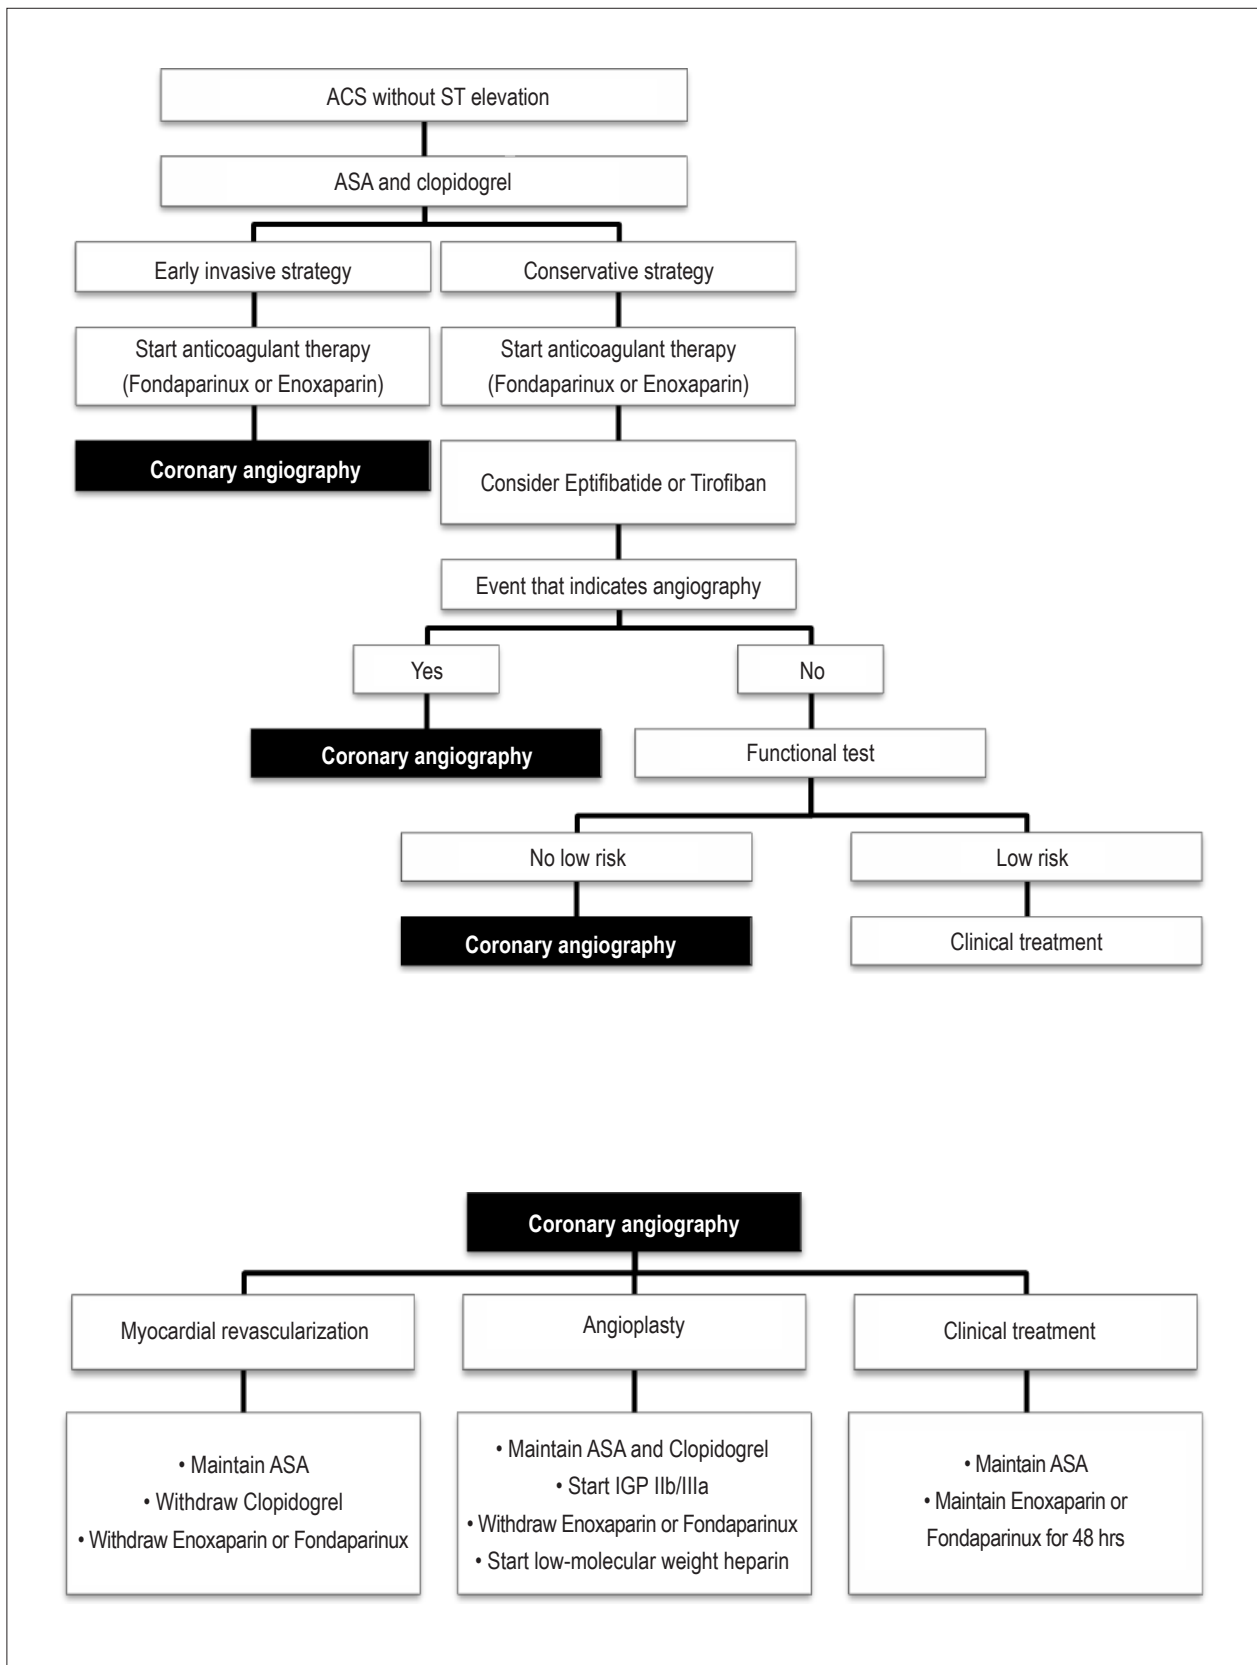 ACS without ST elevation
ASA and clopidogrel
Early invasive strategy
Conservative strategy
Start anticoagulant therapy
(Fondaparinux or Enoxaparin)
Start anticoagulant therapy
(Fondaparinux or Enoxaparin)
Coronary angiography
Consider Eptifibatide or Tirofiban
Event that indicates angiography
Yes
No
Coronary angiography
Functional test
No low risk
Low risk
Coronary angiography
Clinical treatment
Coronary angiography
Myocardial revascularization
Angioplasty
Clinical treatment
• Maintain ASA
• Withdraw Clopidogrel
• Withdraw Enoxaparin or Fondaparinux
• Maintain ASA and Clopidogrel
• Start IGP IIb/IIIa
• Withdraw Enoxaparin or Fondaparinux
• Start low-molecular weight heparin
• Maintain ASA
• Maintain Enoxaparin or
Fondaparinux for 48 hrs